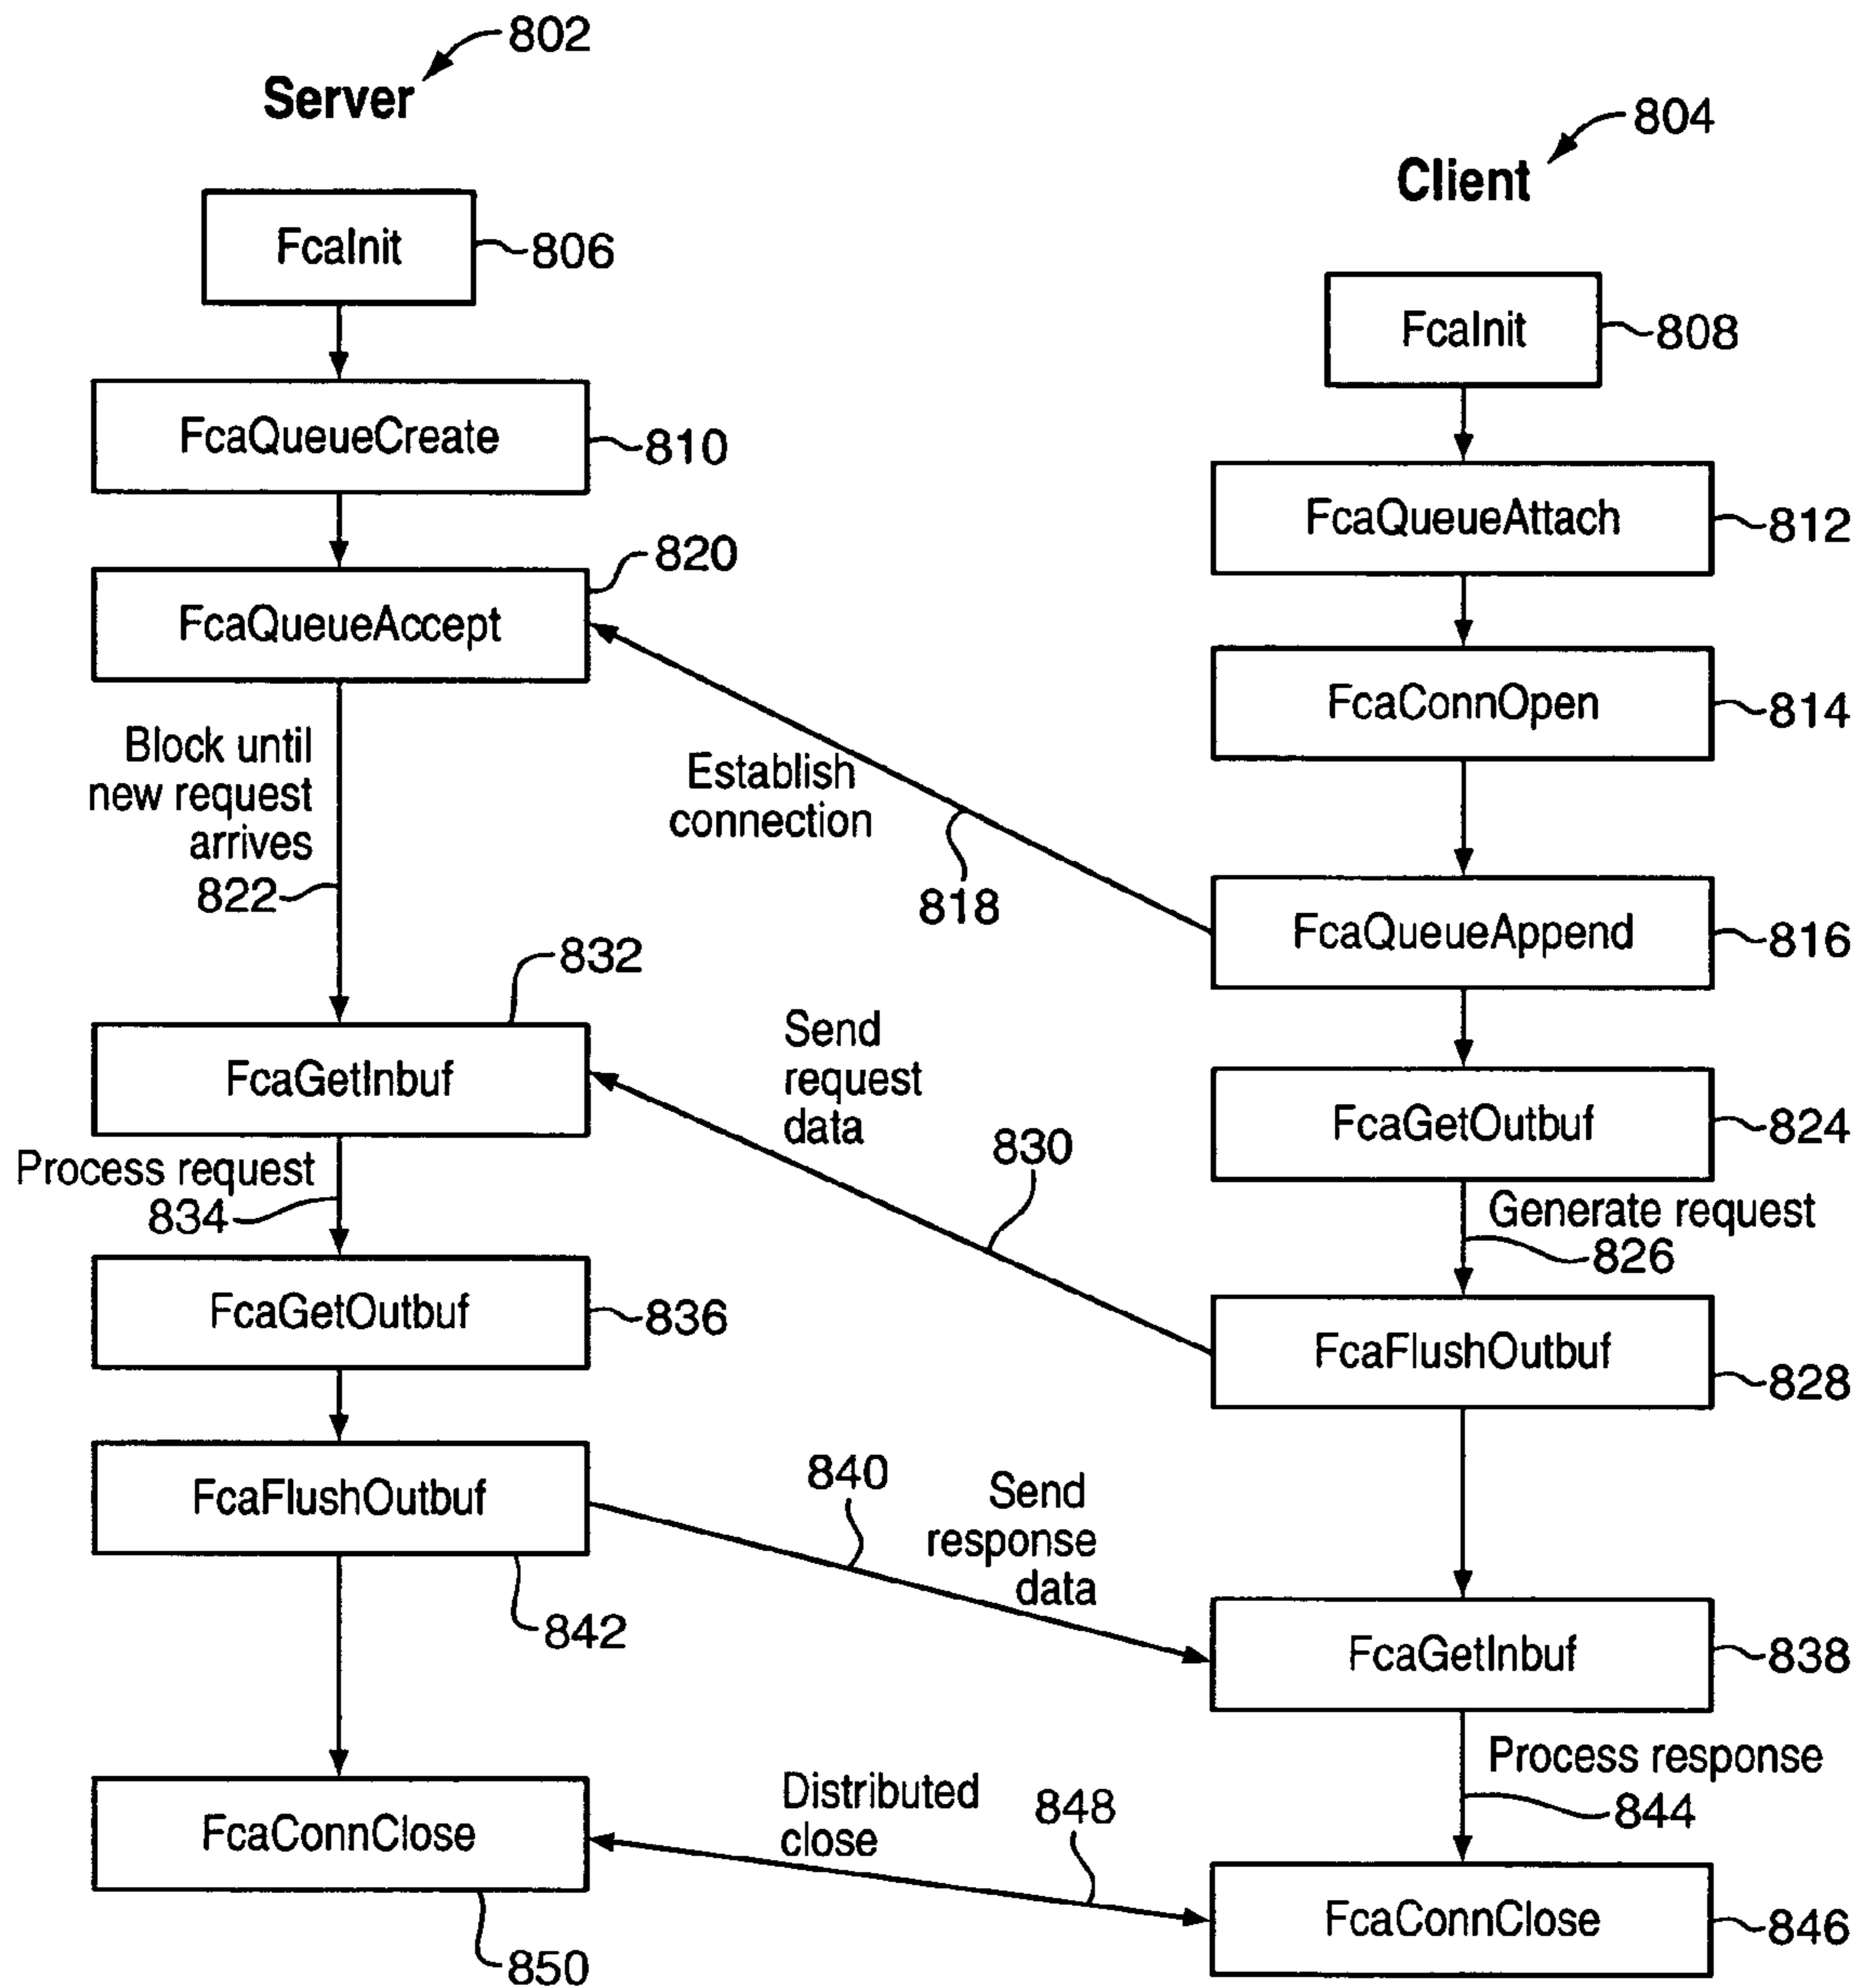 802
Server
804
Client
FcaInit
806
FcaInit
808
FcaQueueCreate
810
FcaQueueAttach
812
820
FcaQueueAccept
FcaConnOpen
814
Block until
new request
arrives
822
Establish
connection
818
FcaQueueAppend
816
832
FcaGetInbuf
Send
request
data
830
FcaGetOutbuf
824
Process request
834
Generate request
826
FcaGetOutbuf
836
FcaFlushOutbuf
828
FcaFlushOutbuf
842
840
Send
response
data
FcaGetInbuf
838
Process response
844
FcaConnClose
850
Distributed
close
848
FcaConnClose
846